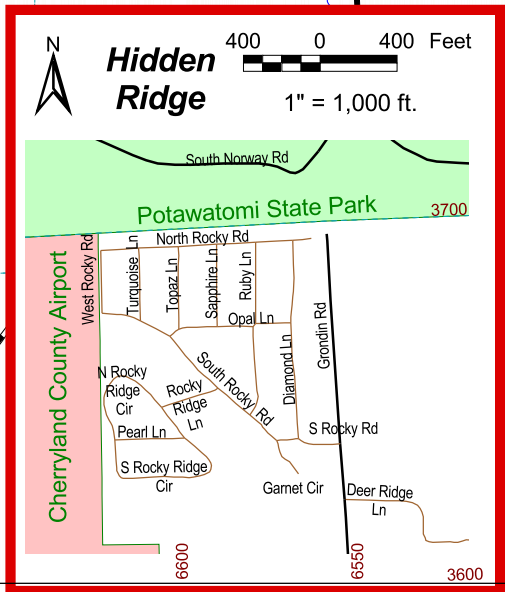 N
Hidden
Ridge
400 0 400 Feet
1" = 1,000 ft.
South Norway Rd
Potawatomi State Park
3700
North Rocky Rd
West Rocky Rd
Turquoise Ln
Topaz Ln
Sapphire Ln
Ruby Ln
Opal Ln
Diamond Ln
Grondin Rd
Cherryland County Airport
South Rocky Rd
N Rocky
Ridge
Cir
Rocky
Ridge
Ln
Pearl Ln
S Rocky Rd
S Rocky Ridge
Cir
Garnet Cir
Deer Ridge
Ln
6600
6550
3600